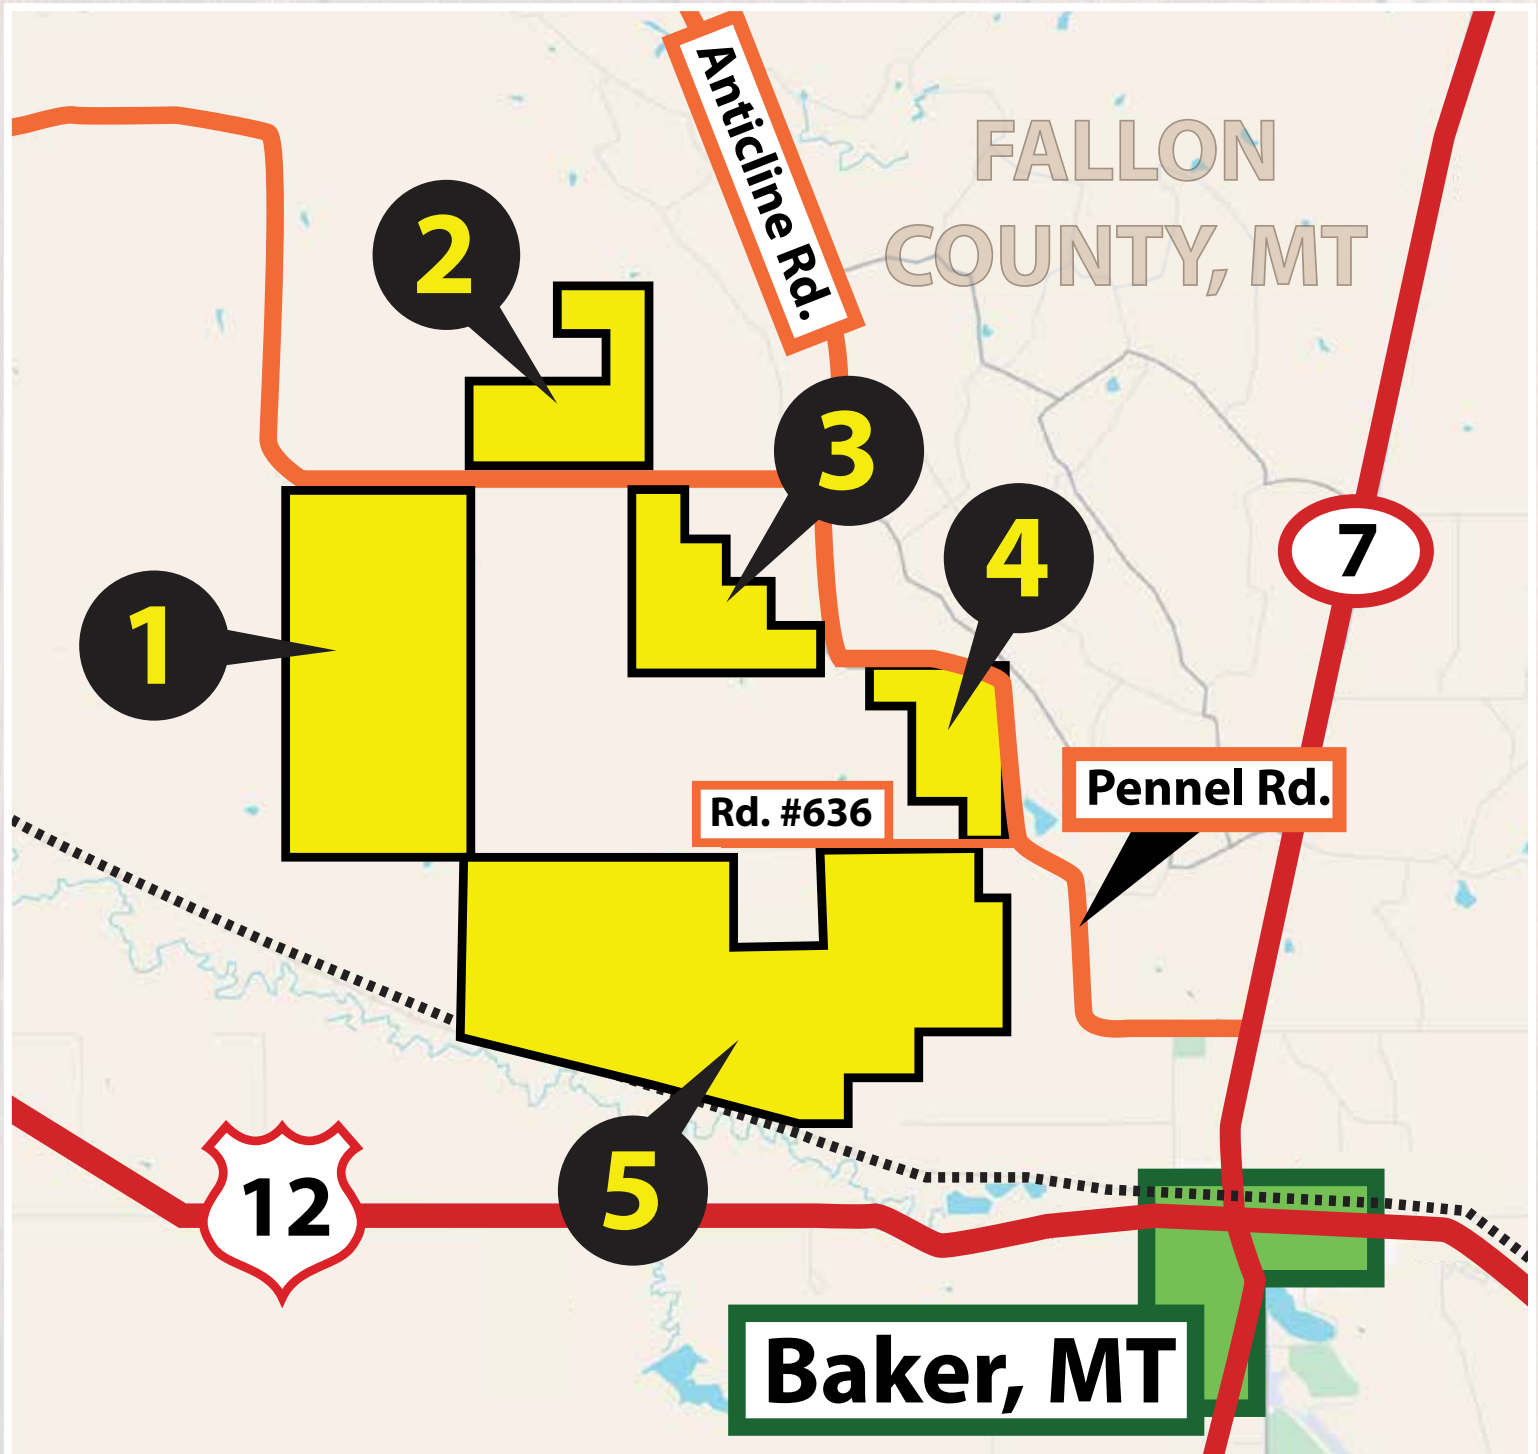 Anticline Rd.
FALLON
COUNTY, MT
2
3
4
7
1
Pennel Rd.
Rd. #636
5
12
Baker, MT